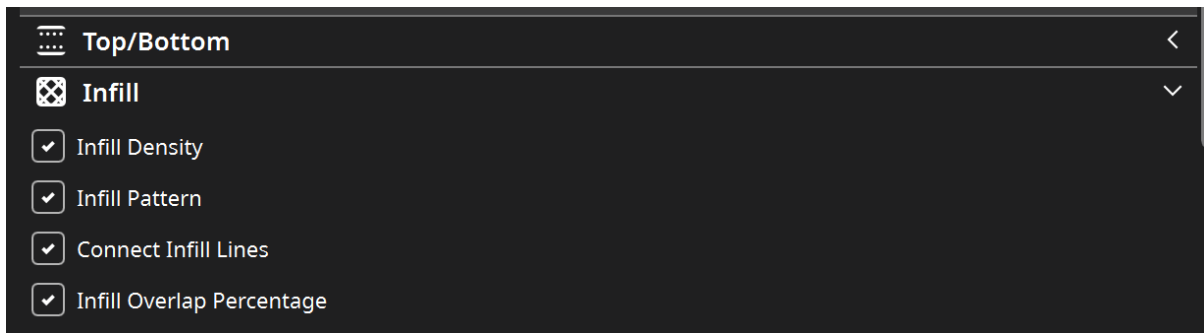 Top/Bottom
Infill
Infill Density
Infill Pattern
Connect Infill Lines
Infill Overlap Percentage